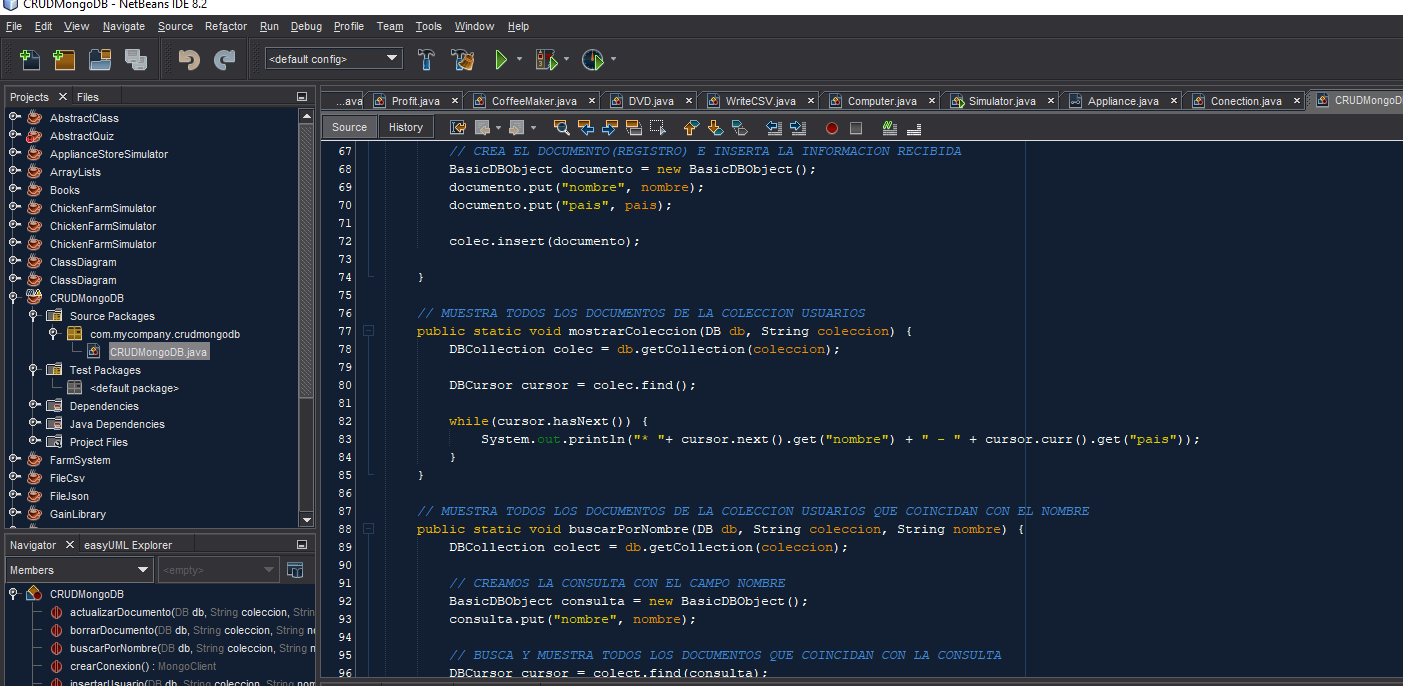 CRUDMongoDB - NetBeans IDE 8.2
File Edit View Navigate Source Refactor Run Debug Profile Team Tools Window Help
<default config>
Projects Files
...ava Profit.java CoffeeMaker.java DVD.java WriteCSV.java Computer.java Simulator.java Appliance.java Conection.java CRUDMongoD
Source History
AbstractClass
AbstractQuiz
ApplianceStoreSimulator
ArrayLists
Books
ChickenFarmSimulator
ChickenFarmSimulator
ChickenFarmSimulator
ClassDiagram
ClassDiagram
CRUDMongoDB
Source Packages
com.mycompany.crudmongodb
CRUDMongoDB.java
Test Packages
<default package>
Dependencies
Java Dependencies
Project Files
FarmSystem
FileCsv
FileJson
GainLibrary
Navigator easyUML Explorer
Members <empty>
CRUDMongoDB
actualizarDocumento(DB db, String coleccion, Strin
borrarDocumento(DB db, String coleccion, String n
buscarPorNombre(DB db, String coleccion, String n
crearConexion() : MongoClient
insertarUsuario(DB db, String coleccion, String nom
67 // CREA EL DOCUMENTO(REGISTRO) E INSERTA LA INFORMACION RECIBIDA
68 BasicDBObject documento = new BasicDBObject();
69 documento.put("nombre", nombre);
70 documento.put("pais", pais);
71
72 colec.insert(documento);
73
74 }
75
76 // MUESTRA TODOS LOS DOCUMENTOS DE LA COLECCION USUARIOS
77 public static void mostrarColeccion(DB db, String coleccion) {
78 DBCollection colec = db.getCollection(coleccion);
79
80 DBCursor cursor = colec.find();
81
82 while(cursor.hasNext()) {
83 System.out.println("* "+ cursor.next().get("nombre") + " - " + cursor.curr().get("pais"));
84 }
85 }
86
87 // MUESTRA TODOS LOS DOCUMENTOS DE LA COLECCION USUARIOS QUE COINCIDAN CON EL NOMBRE
88 public static void buscarPorNombre(DB db, String coleccion, String nombre) {
89 DBCollection colect = db.getCollection(coleccion);
90
91 // CREAMOS LA CONSULTA CON EL CAMPO NOMBRE
92 BasicDBObject consulta = new BasicDBObject();
93 consulta.put("nombre", nombre);
94
95 // BUSCA Y MUESTRA TODOS LOS DOCUMENTOS QUE COINCIDAN CON LA CONSULTA
96 DBCursor cursor = colect.find(consulta);